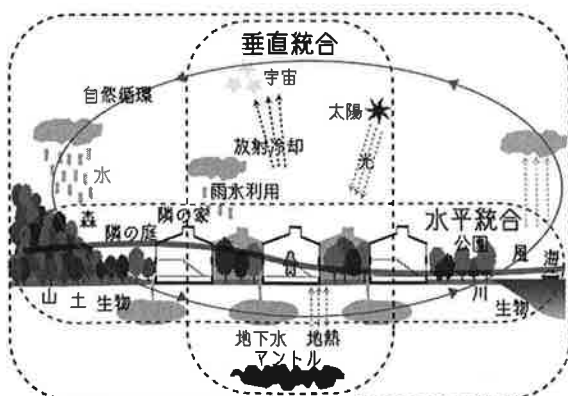 垂直統合
宇宙
自然循環
太陽
放射冷却
光
水
雨水利用
森
隣の家
水平統合
隣の庭
公園
風
海
山
土
生物
川
生物
地下水
地熱
アントル